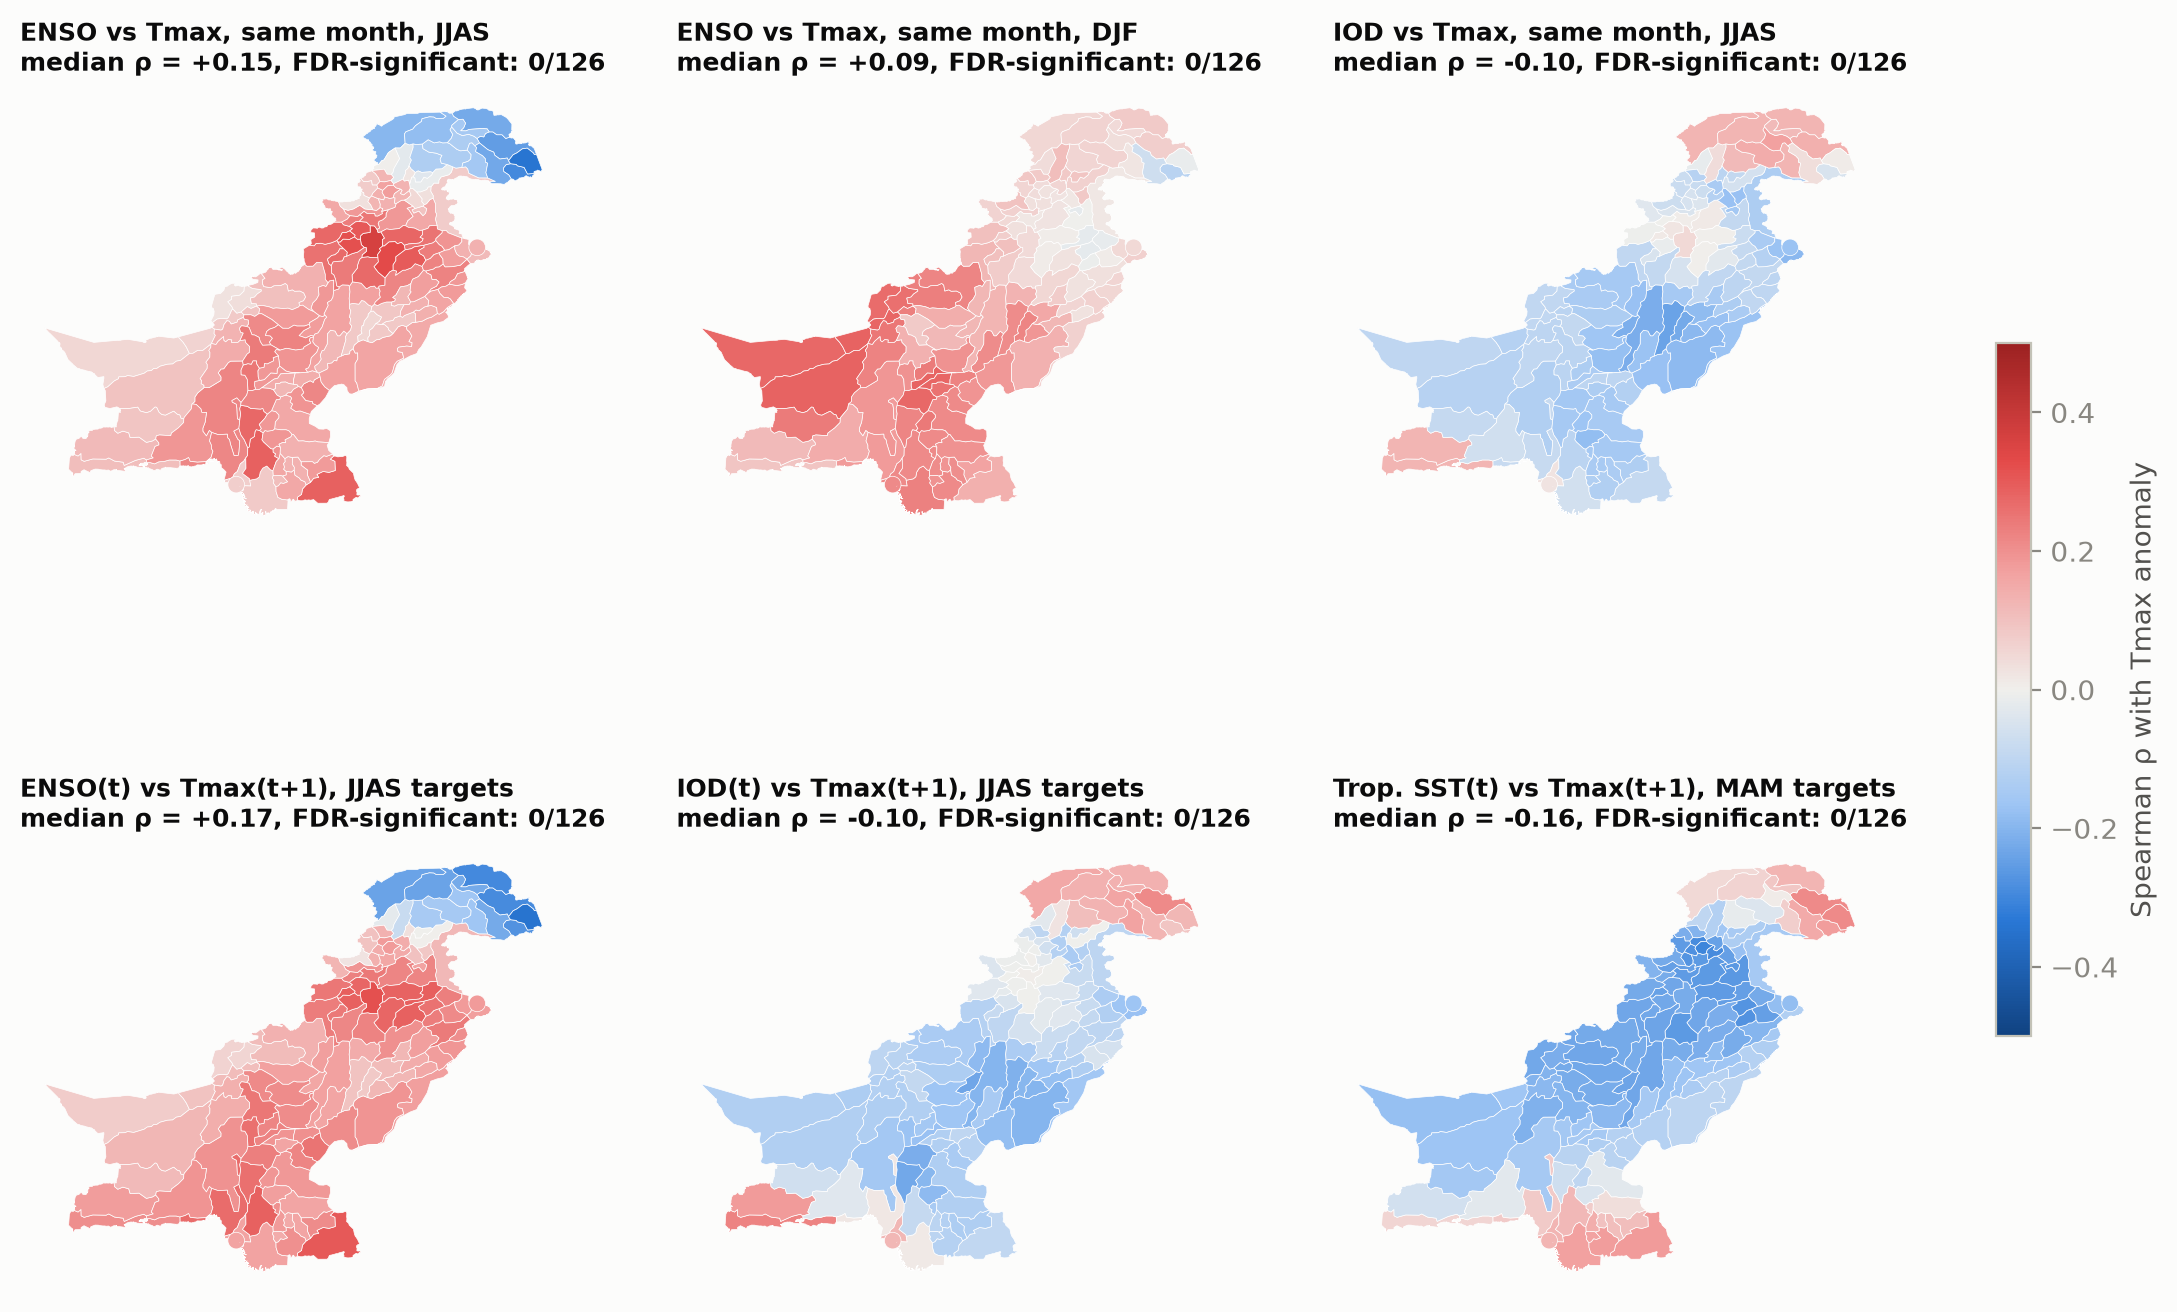 ENSO vs Tmax, same month, JJAS
median ρ = +0.15, FDR-significant: 0/126
ENSO vs Tmax, same month, DJF
median ρ = +0.09, FDR-significant: 0/126
IOD vs Tmax, same month, JJAS
median ρ = -0.10, FDR-significant: 0/126
ENSO(t) vs Tmax(t+1), JJAS targets
median ρ = +0.17, FDR-significant: 0/126
IOD(t) vs Tmax(t+1), JJAS targets
median ρ = -0.10, FDR-significant: 0/126
Trop. SST(t) vs Tmax(t+1), MAM targets
median ρ = -0.16, FDR-significant: 0/126
0.4
0.2
0.0
−0.2
−0.4
Spearman ρ with Tmax anomaly